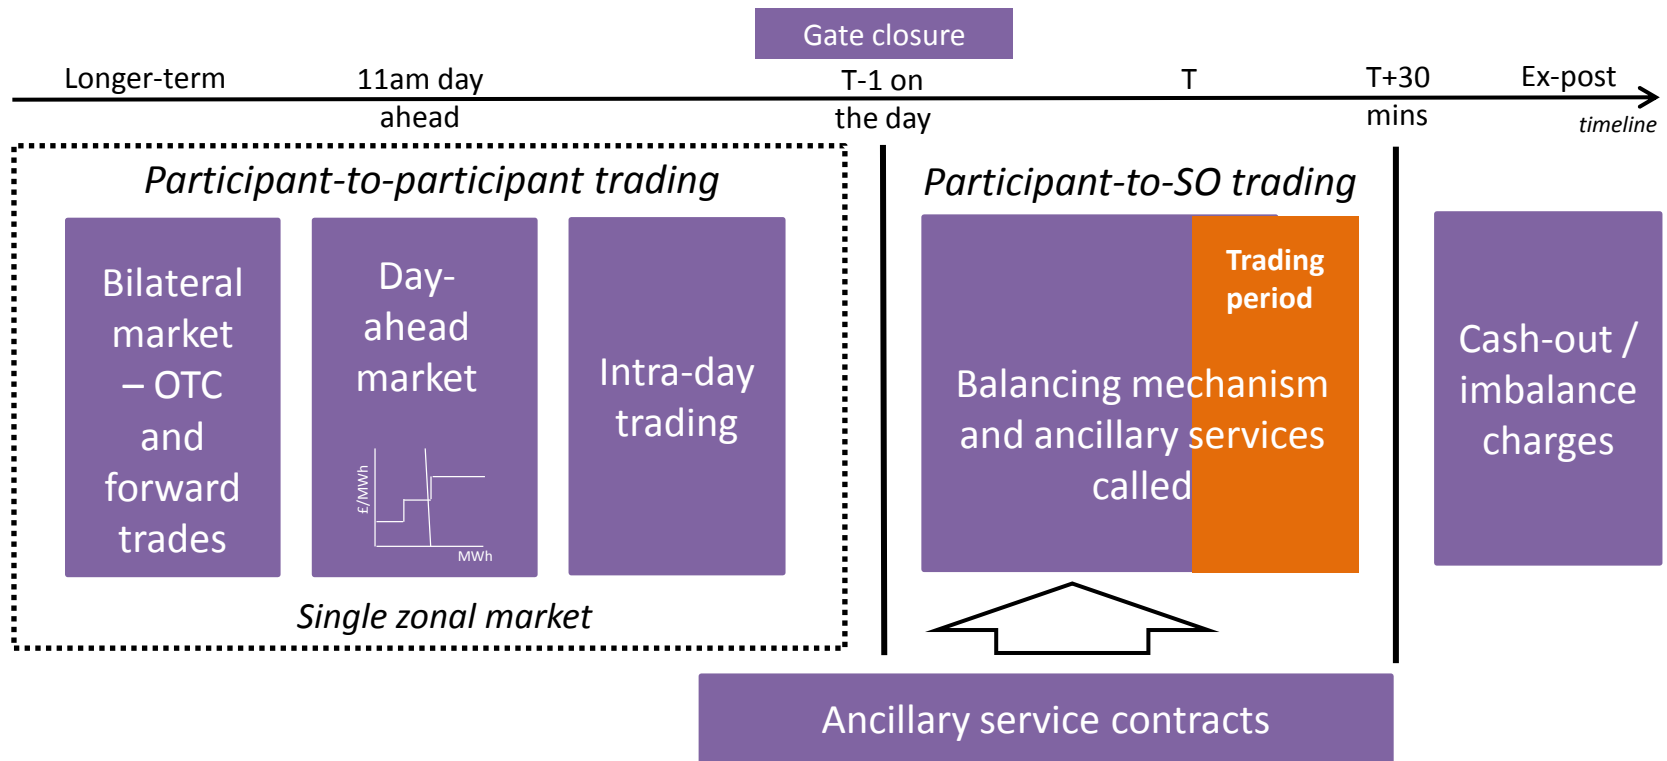 Gate closure
Longer-term
11am day
ahead
T-1 on
the day
T
T+30
mins
Ex-post
timeline
Participant-to-participant trading
Bilateral
market
– OTC
and
forward
trades
Day-
ahead
market
£/MWh
MWh
Intra-day
trading
Single zonal market
Participant-to-SO trading
Trading
period
Balancing mechanism
and ancillary services
called
Cash-out /
imbalance
charges
Ancillary service contracts